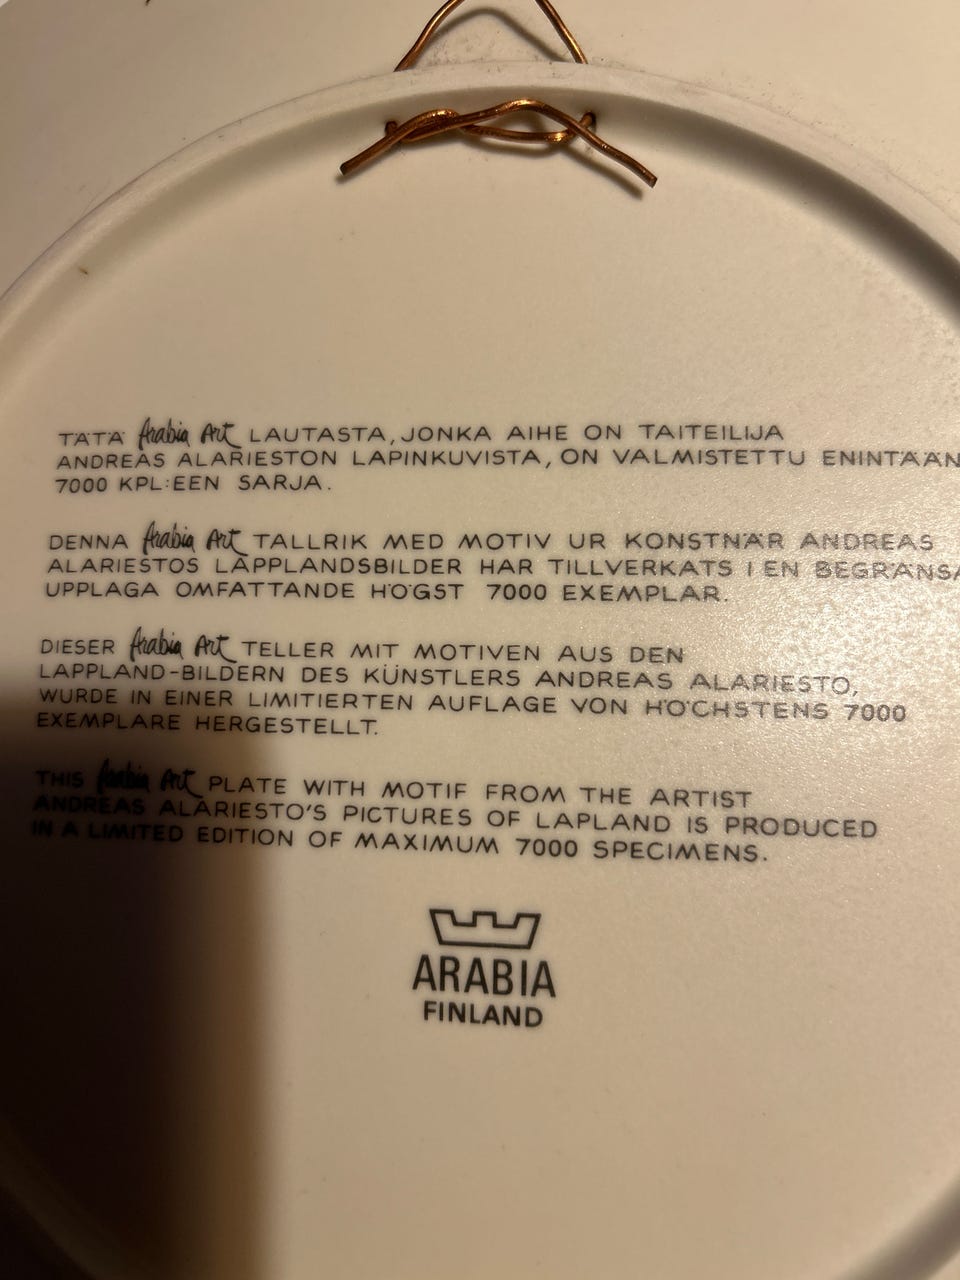 TÄTÄ Arabia Art LAUTASTA, JONKA AIHE ON TAITEILIJA
ANDREAS ALARIESTON LAPINKUVISTA, ON VALMISTETTU ENINTÄÄN
7000 KPL:EEN SARJA.
DENNA Arabia Art TALLRIK MED MOTIV UR KONSTNÄR ANDREAS
ALARIESTOS LAPPLANDSBILDER HAR TILLVERKATS I EN BEGRÄNSA
UPPLAGA OMFATTANDE HÖGST 7000 EXEMPLAR.
DIESER Arabia Art TELLER MIT MOTIVEN AUS DEN
LAPPLAND-BILDERN DES KÜNSTLERS ANDREAS ALARIESTO,
WURDE IN EINER LIMITIERTEN AUFLAGE VON HÖCHSTENS 7000
EXEMPLARE HERGESTELLT.
THIS Arabia Art PLATE WITH MOTIF FROM THE ARTIST
ANDREAS ALARIESTO'S PICTURES OF LAPLAND IS PRODUCED
IN A LIMITED EDITION OF MAXIMUM 7000 SPECIMENS.
ARABIA
FINLAND